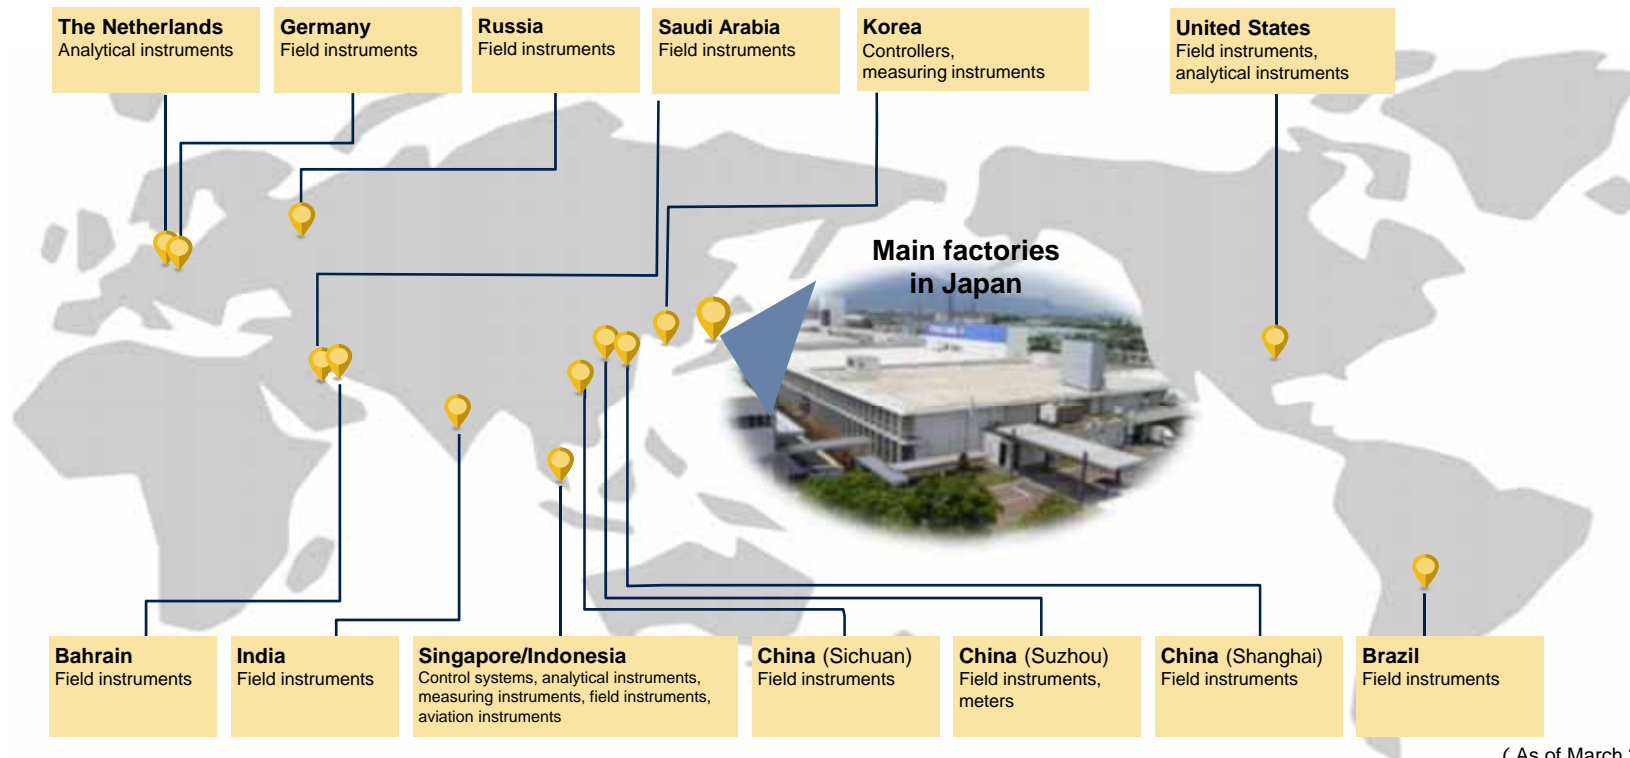 The Netherlands
Analytical instruments
Germany
Field instruments
Russia
Field instruments
Saudi Arabia
Field instruments
Korea
Controllers,
measuring instruments
United States
Field instruments,
analytical instruments
Main factories
in Japan
Bahrain
Field instruments
India
Field instruments
Singapore/Indonesia
Control systems, analytical instruments,
measuring instruments, field instruments,
aviation instruments
China (Sichuan)
Field instruments
China (Suzhou)
Field instruments,
meters
China (Shanghai)
Field instruments
Brazil
Field instruments
( As of March